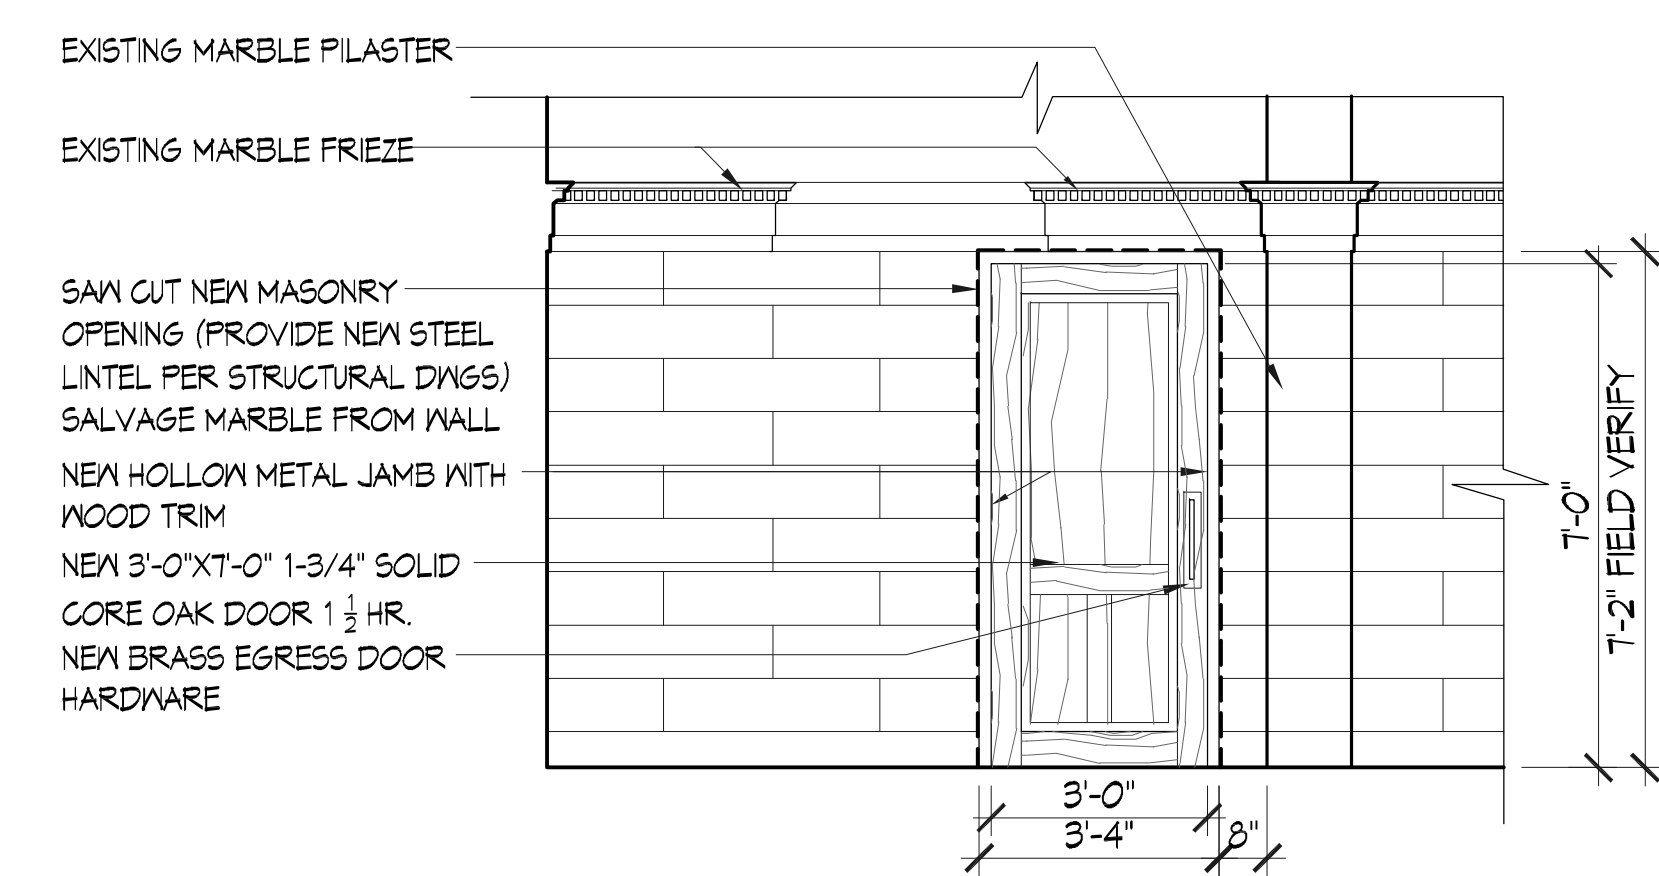 EXISTING MARBLE PILASTER
EXISTING MARBLE FRIEZE
SAW CUT NEW MASONRY
OPENING (PROVIDE NEW STEEL
LINTEL PER STRUCTURAL DWGS)
SALVAGE MARBLE FROM WALL
NEW HOLLOW METAL JAMB WITH
WOOD TRIM
NEW 3'-0"X7'-0" 1-3/4" SOLID
CORE OAK DOOR 1 1/2 HR.
NEW BRASS EGRESS DOOR
HARDWARE
7'-0"
7'-2" FIELD VERIFY
3'-0"
3'-4"
8"